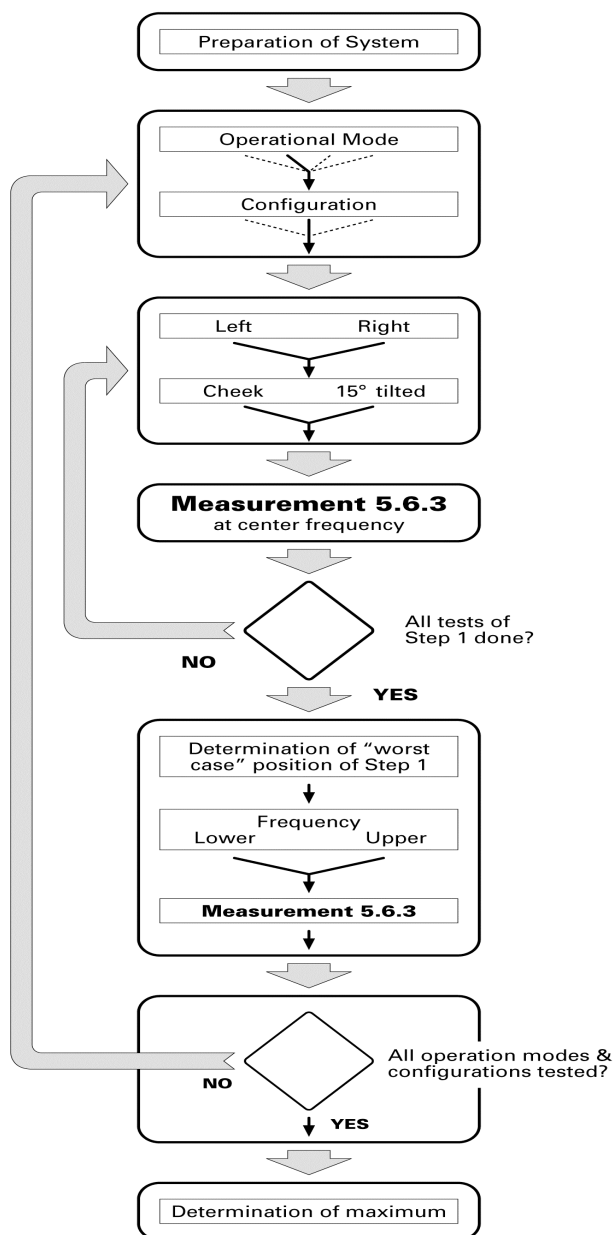 Preparation of System
Operational Mode
Configuration
Left Right
Cheek 15° tilted
Measurement 5.6.3
at center frequency
All tests of
Step 1 done?
NO
YES
Determination of “worst
case” position of Step 1
Frequency
Lower Upper
Measurement 5.6.3
All operation modes &
configurations tested?
NO
YES
Determination of maximum